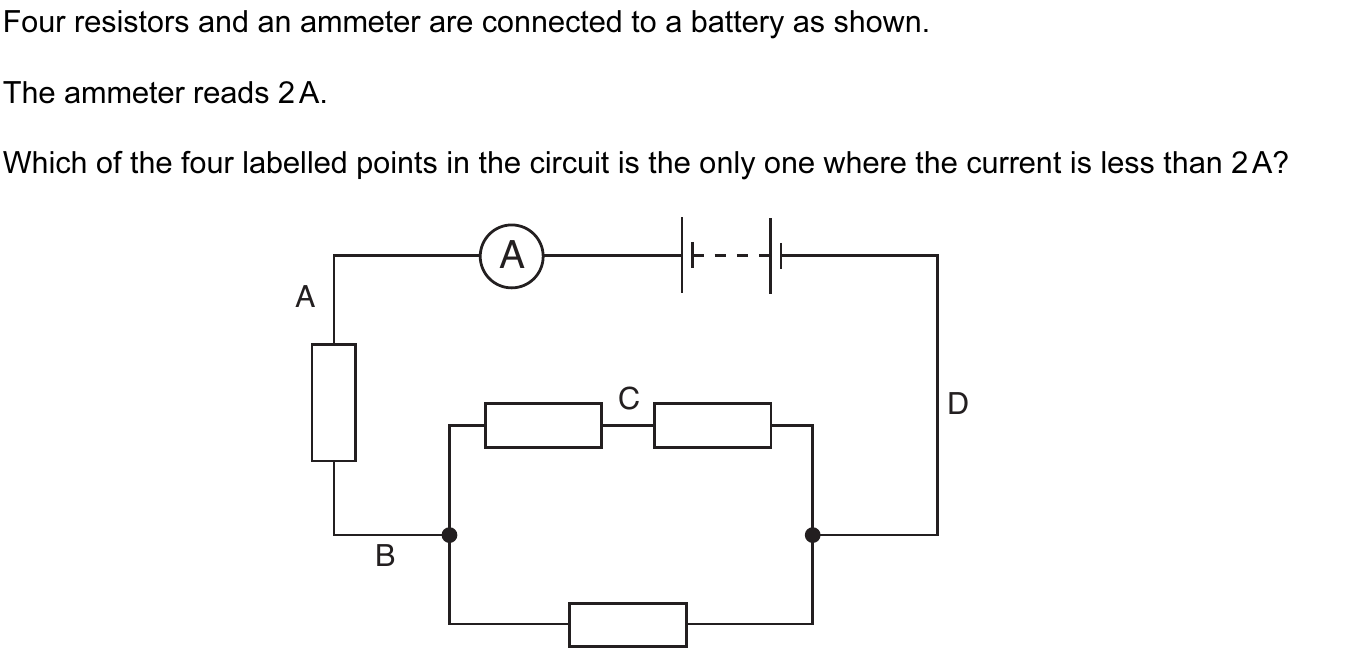 Four resistors and an ammeter are connected to a battery as shown.
The ammeter reads 2 A.
Which of the four labelled points in the circuit is the only one where the current is less than 2 A?
A
A
C
D
B